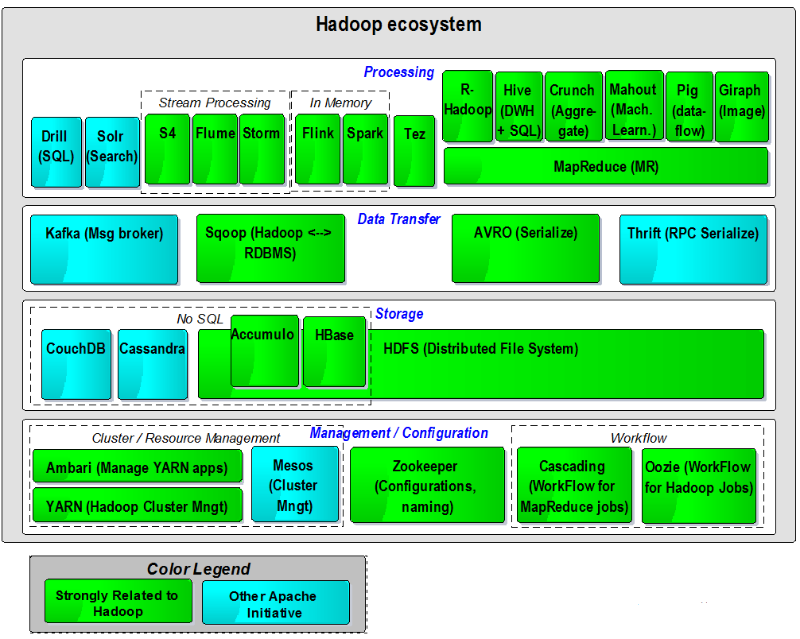 Hadoop ecosystem
Processing
Stream Processing
In Memory
Drill
(SQL)
Solr
(Search)
S4
Flume
Storm
Flink
Spark
Tez
R-
Hadoop
Hive
(DWH
+ SQL)
Crunch
(Aggre-
gate)
Mahout
(Mach.
Learn.)
Pig
(data-
flow)
Giraph
(Image)
MapReduce (MR)
Data Transfer
Kafka (Msg broker)
Sqoop (Hadoop <-->
RDBMS)
AVRO (Serialize)
Thrift (RPC Serialize)
Storage
No SQL
CouchDB
Cassandra
Accumulo
HBase
HDFS (Distributed File System)
Management / Configuration
Cluster / Resource Management
Ambari (Manage YARN apps)
YARN (Hadoop Cluster Mngt)
Mesos
(Cluster
Mngt)
Zookeeper
(Configurations,
naming)
Workflow
Cascading
(WorkFlow for
MapReduce jobs)
Oozie (WorkFlow
for Hadoop Jobs)
Color Legend
Strongly Related to
Hadoop
Other Apache
Initiative